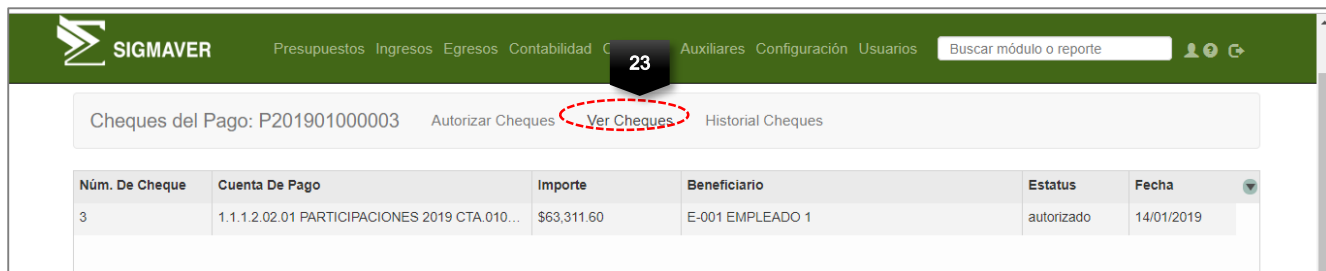 SIGMAVER Presupuestos Ingresos Egresos Contabilidad C Auxiliares Configuración Usuarios Buscar módulo o reporte
23
Cheques del Pago: P201901000003 Autorizar Cheques Ver Cheques Historial Cheques
Núm. De Cheque Cuenta De Pago Importe Beneficiario Estatus Fecha
3 1.1.1.2.02.01 PARTICIPACIONES 2019 CTA.010... $63,311.60 E-001 EMPLEADO 1 autorizado 14/01/2019